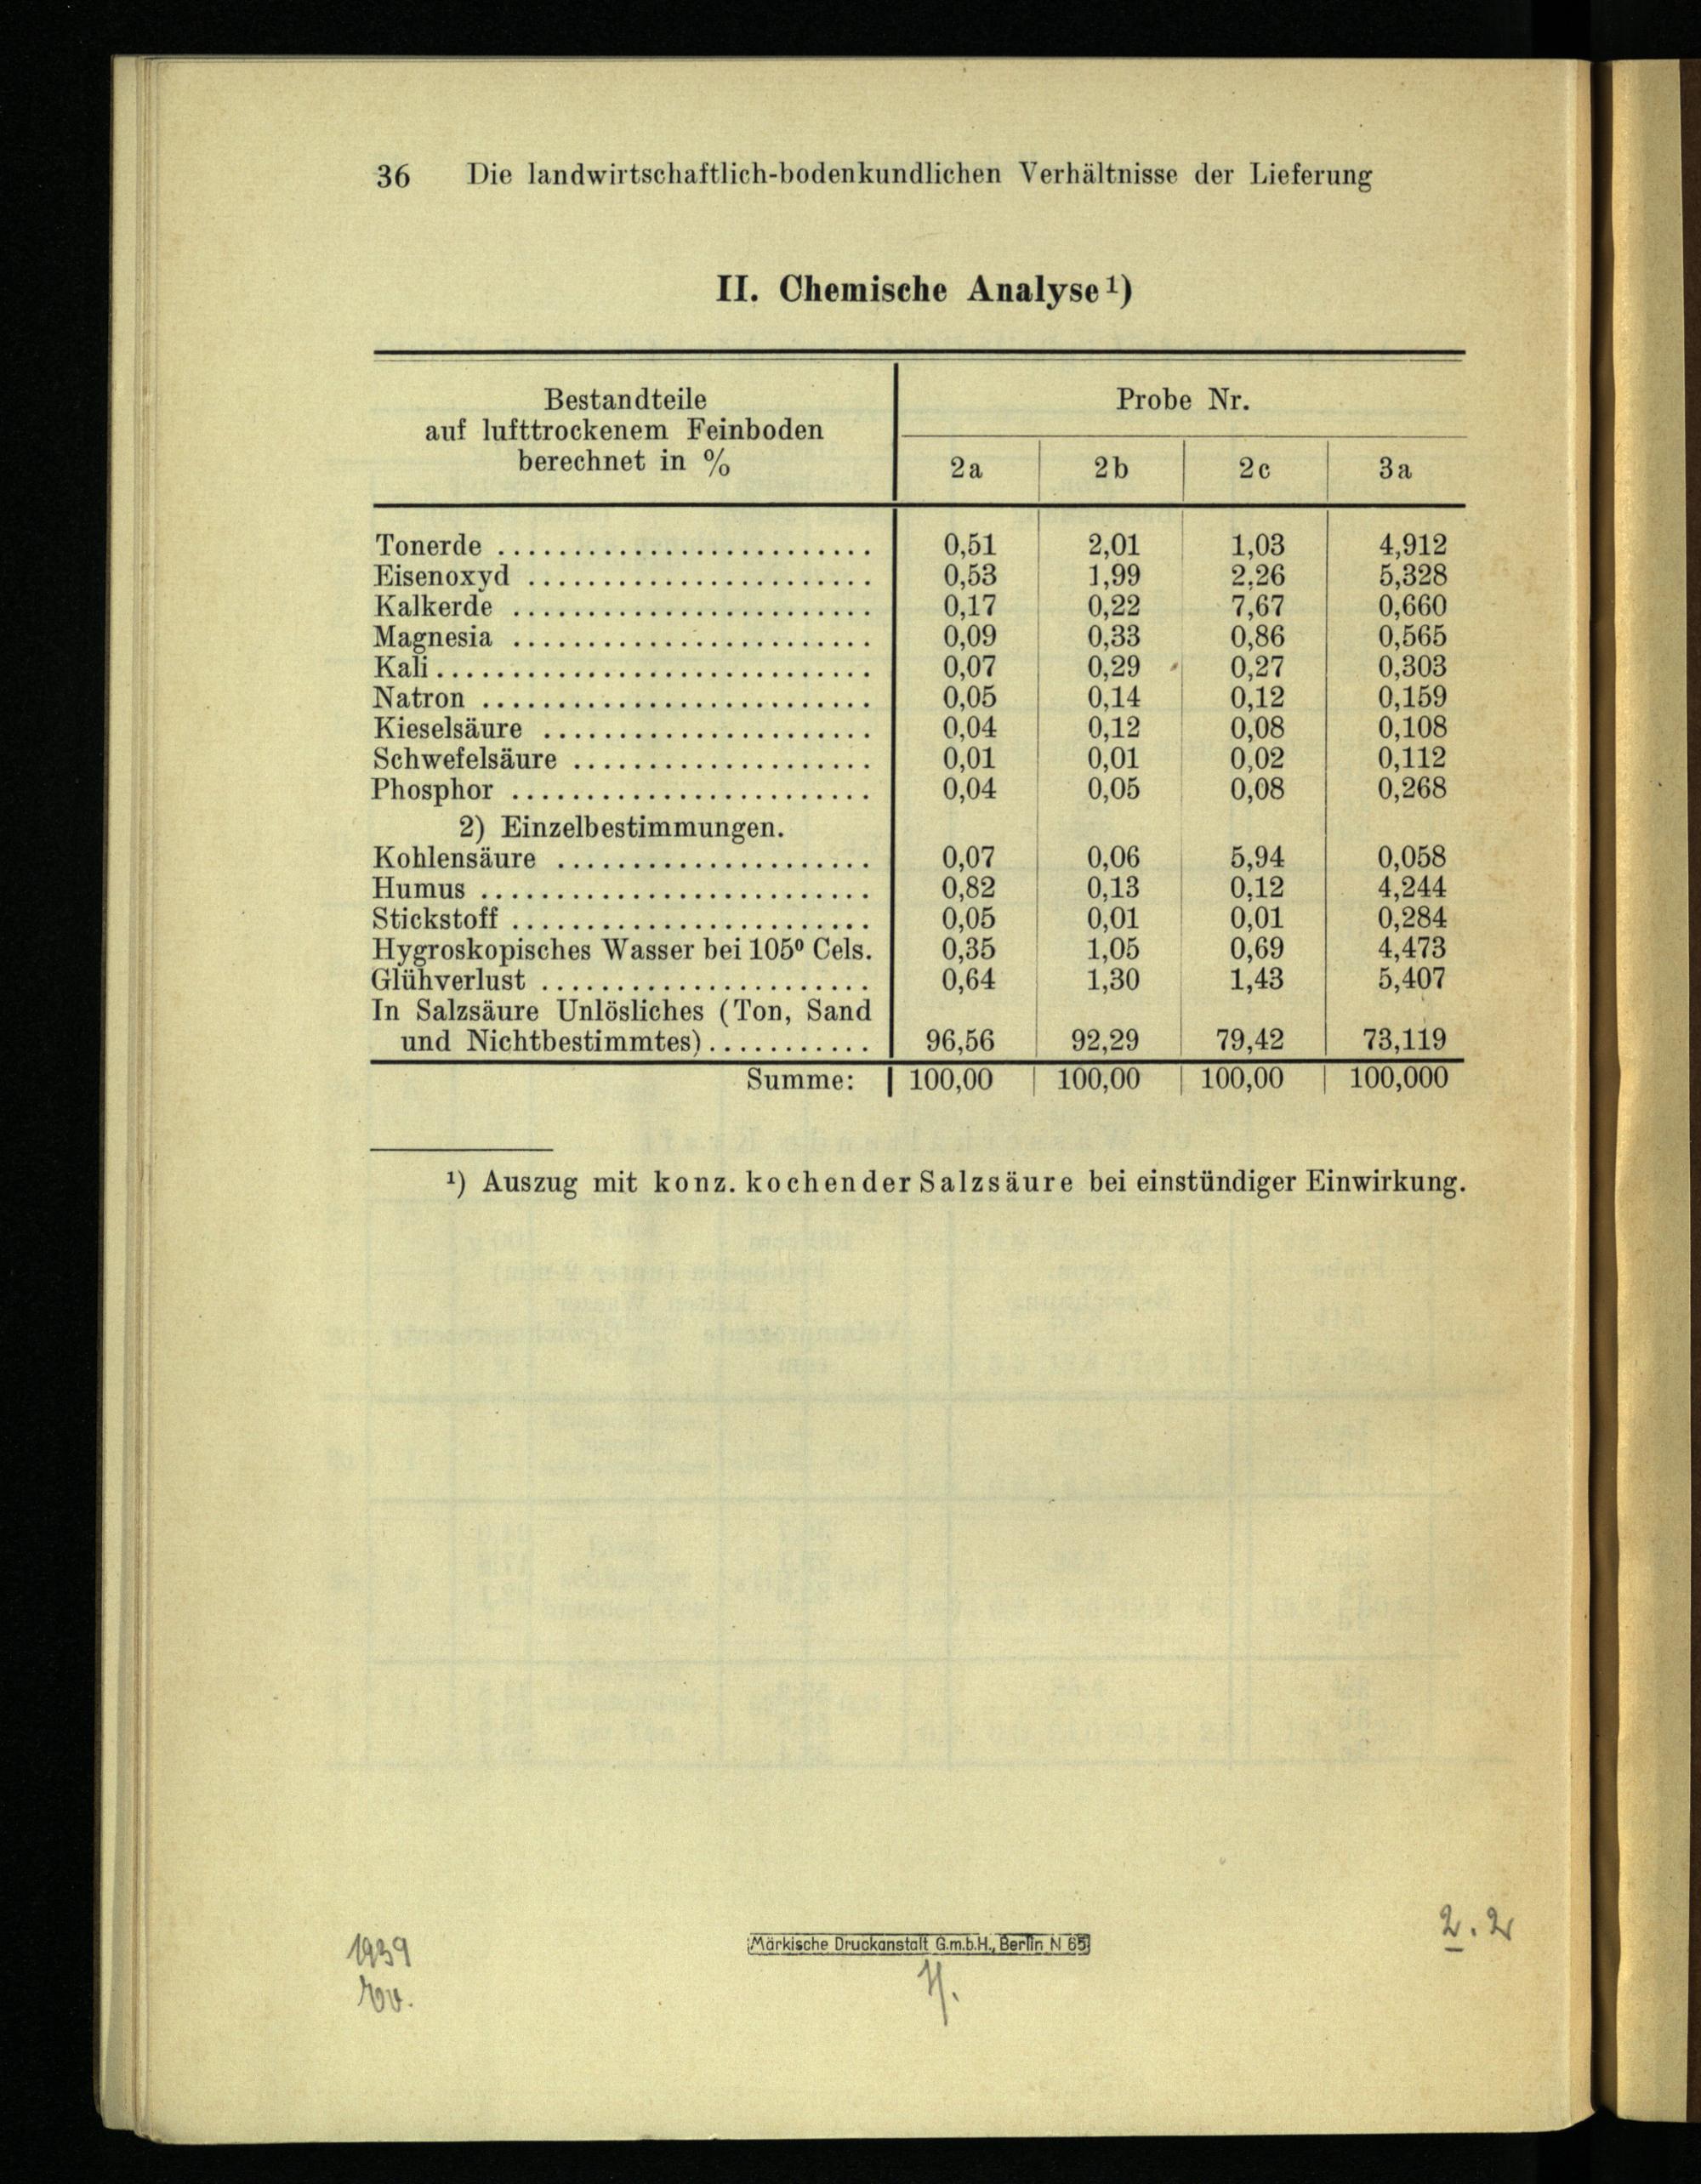 36 Die landwirtschaftlich-bodenkundlichen Verhältnisse der Lieferung
II. Chemische Analyse ¹)
Bestandteile
auf lufttrockenem Feinboden
berechnet in %
Probe Nr.
2a 2b 2c 3a
Tonerde ......................... 0,51 2,01 1,03 4,912
Eisenoxyd ....................... 0,53 1,99 2,26 5,328
Kalkerde ........................ 0,17 0,22 7,67 0,660
Magnesia ........................ 0,09 0,33 0,86 0,565
Kali ............................. 0,07 0,29 0,27 0,303
Natron .......................... 0,05 0,14 0,12 0,159
Kieselsäure ...................... 0,04 0,12 0,08 0,108
Schwefelsäure .................... 0,01 0,01 0,02 0,112
Phosphor ........................ 0,04 0,05 0,08 0,268
2) Einzelbestimmungen.
Kohlensäure ..................... 0,07 0,06 5,94 0,058
Humus .......................... 0,82 0,13 0,12 4,244
Stickstoff ........................ 0,05 0,01 0,01 0,284
Hygroskopisches Wasser bei 105⁰ Cels. 0,35 1,05 0,69 4,473
Glühverlust ...................... 0,64 1,30 1,43 5,407
In Salzsäure Unlösliches (Ton, Sand
und Nichtbestimmtes) ........... 96,56 92,29 79,42 73,119
Summe: 100,00 100,00 100,00 100,000
¹) Auszug mit konz. kochender Salzsäure bei einstündiger Einwirkung.
2.2
Märkische Druckanstalt G.m.b.H., Berlin N 65
1939